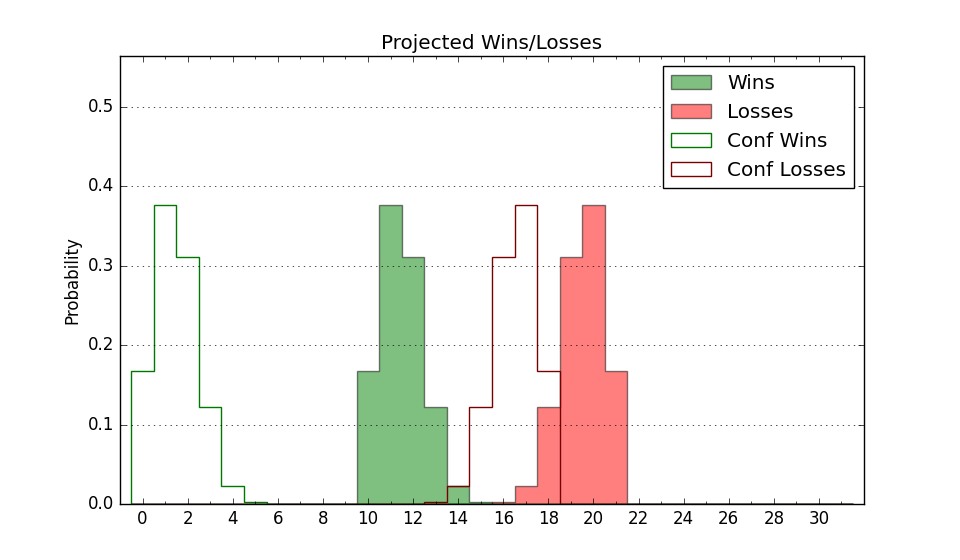 Projected Wins/Losses
Wins
Losses
Conf Wins
Conf Losses
Probability
0.5
0.4
0.3
0.2
0.1
0.0
0 2 4 6 8 10 12 14 16 18 20 22 24 26 28 30